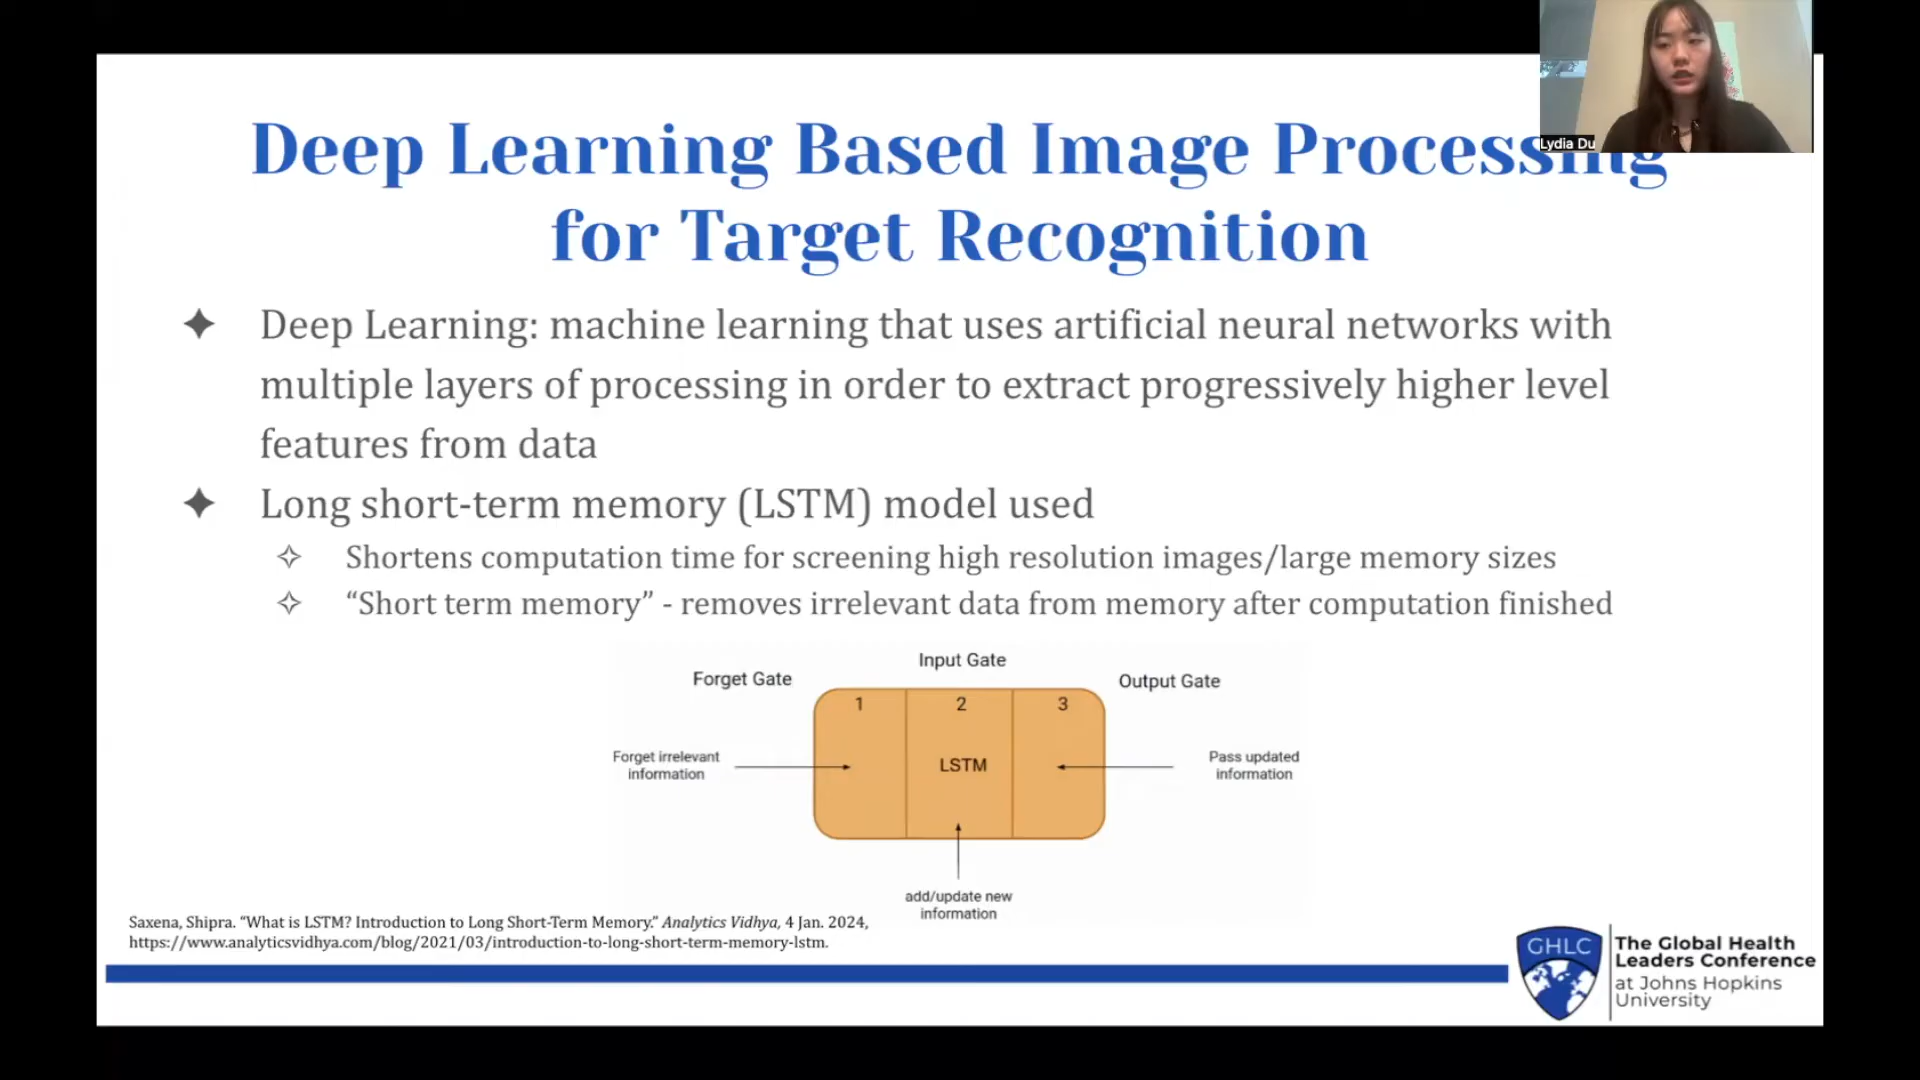 Lydia Du
Deep Learning Based Image Processing
for Target Recognition
Deep Learning: machine learning that uses artificial neural networks with
multiple layers of processing in order to extract progressively higher level
features from data
Long short-term memory (LSTM) model used
Shortens computation time for screening high resolution images/large memory sizes
“Short term memory” - removes irrelevant data from memory after computation finished
Forget Gate
Input Gate
Output Gate
1
2
3
LSTM
Forget irrelevant
information
Pass updated
information
add/update new
information
Saxena, Shipra. “What is LSTM? Introduction to Long Short-Term Memory.” Analytics Vidhya, 4 Jan. 2024,
https://www.analyticsvidhya.com/blog/2021/03/introduction-to-long-short-term-memory-lstm.
GHLC
The Global Health
Leaders Conference
at Johns Hopkins
University